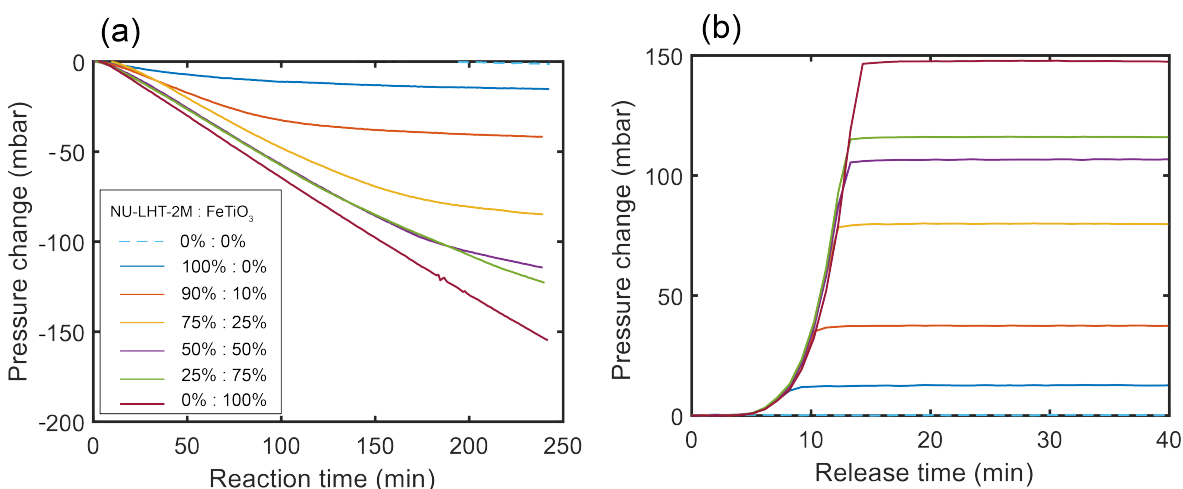 (a)
Pressure change (mbar)
0
-50
-100
-150
-200
0 50 100 150 200 250
Reaction time (min)
NU-LHT-2M : FeTiO₃
0% : 0%
100% : 0%
90% : 10%
75% : 25%
50% : 50%
25% : 75%
0% : 100%
(b)
Pressure change (mbar)
150
100
50
0
0 10 20 30 40
Release time (min)